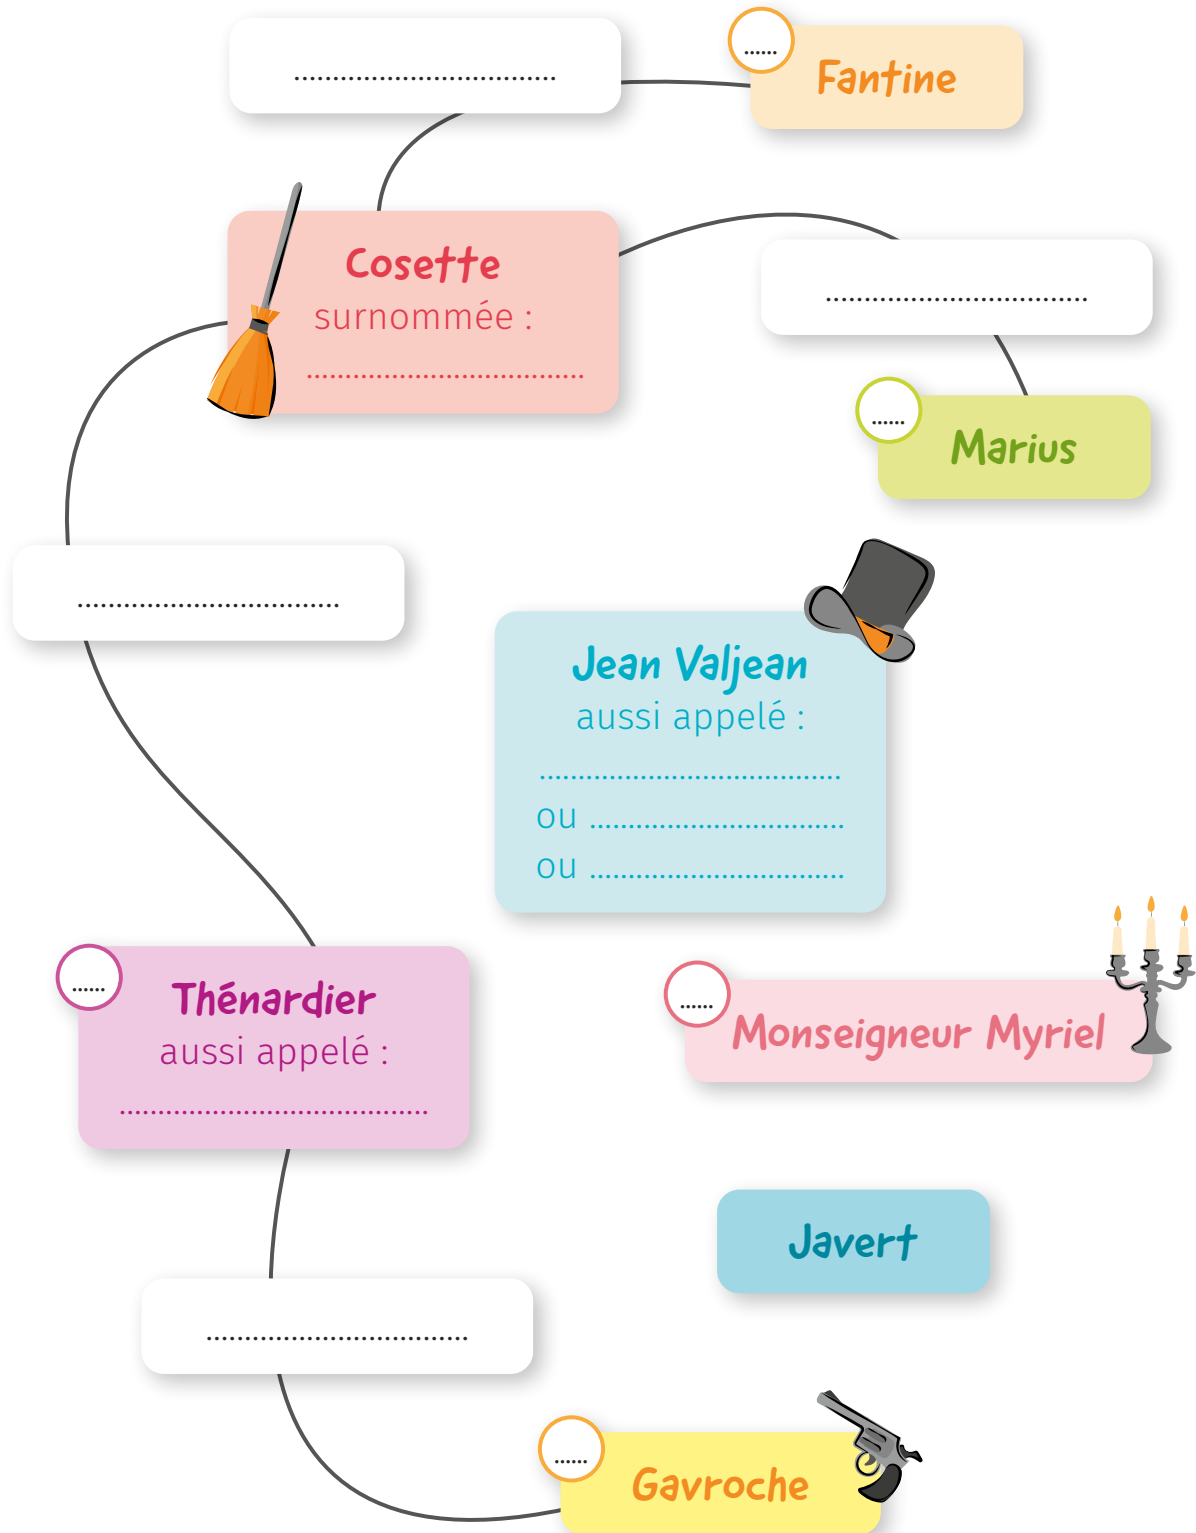 .................................
......
Fantine
Cosette
surnommée :
.................................
.................................
......
Marius
.................................
Jean Valjean
aussi appelé :
.......................................
ou .................................
ou .................................
......
Thénardier
aussi appelé :
.......................................
......
Monseigneur Myriel
Javert
.................................
......
Gavroche